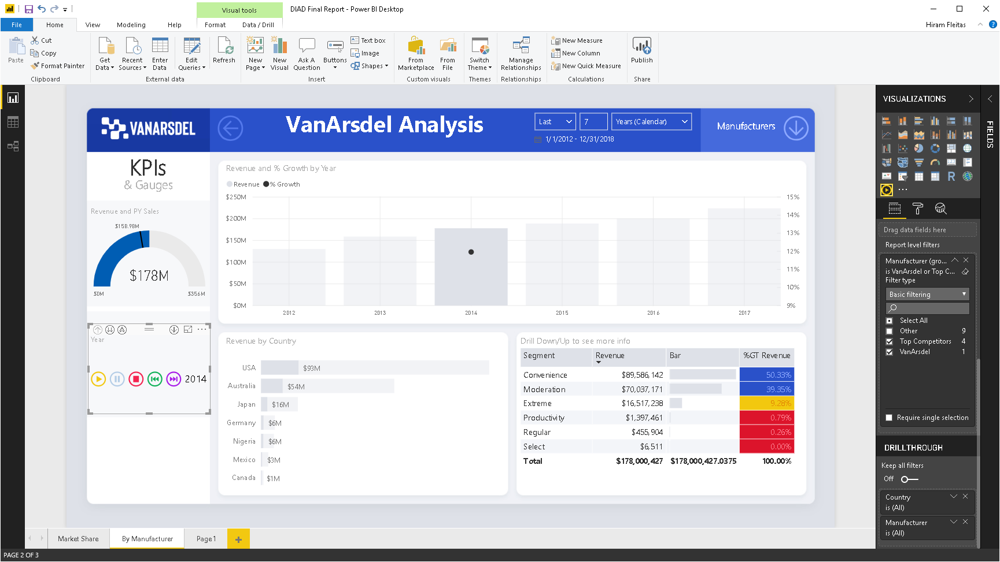 Visual tools
DIAD Final Report - Power BI Desktop
File
Home
View
Modeling
Help
Format
Data / Drill
Hiram Fleitas
Paste
Cut
Copy
Format Painter
Clipboard
Get Data
Recent Sources
Enter Data
Edit Queries
External data
Refresh
New Page
New Visual
Ask A Question
Buttons
Text box
Image
Shapes
Insert
From Marketplace
From File
Custom visuals
Switch Theme
Themes
Manage Relationships
Relationships
New Measure
New Column
New Quick Measure
Calculations
Publish
Share
VANARSDEL
VanArsdel Analysis
Last
7
Years (Calendar)
1/1/2012 - 12/31/2018
Manufacturers
KPIs
& Gauges
Revenue and PY Sales
$158.98M
$178M
$0M
$356M
Year
2014
Revenue and % Growth by Year
Revenue
% Growth
$250M
$200M
$150M
$100M
$50M
$0M
15%
14%
13%
12%
11%
10%
9%
2012
2013
2014
2015
2016
2017
Revenue by Country
USA $93M
Australia $54M
Japan $16M
Germany $6M
Nigeria $6M
Mexico $3M
Canada $1M
Drill Down/Up to see more info
Segment Revenue Bar %GT Revenue
Convenience $89,586,142 50.33%
Moderation $70,037,171 39.35%
Extreme $16,517,238 9.28%
Productivity $1,397,461 0.79%
Regular $455,904 0.26%
Select $6,511 0.00%
Total $178,000,427 $178,000,427.0375 100.00%
VISUALIZATIONS
FIELDS
R
Drag data fields here
Report level filters
Manufacturer (gro...
is VanArsdel or Top C...
Filter type
Basic filtering
Select All
Other 9
Top Competitors 4
VanArsdel 1
Require single selection
DRILLTHROUGH
Keep all filters
Off
Country
is (All)
Manufacturer
is (All)
Market Share
By Manufacturer
Page 1
PAGE 2 OF 3